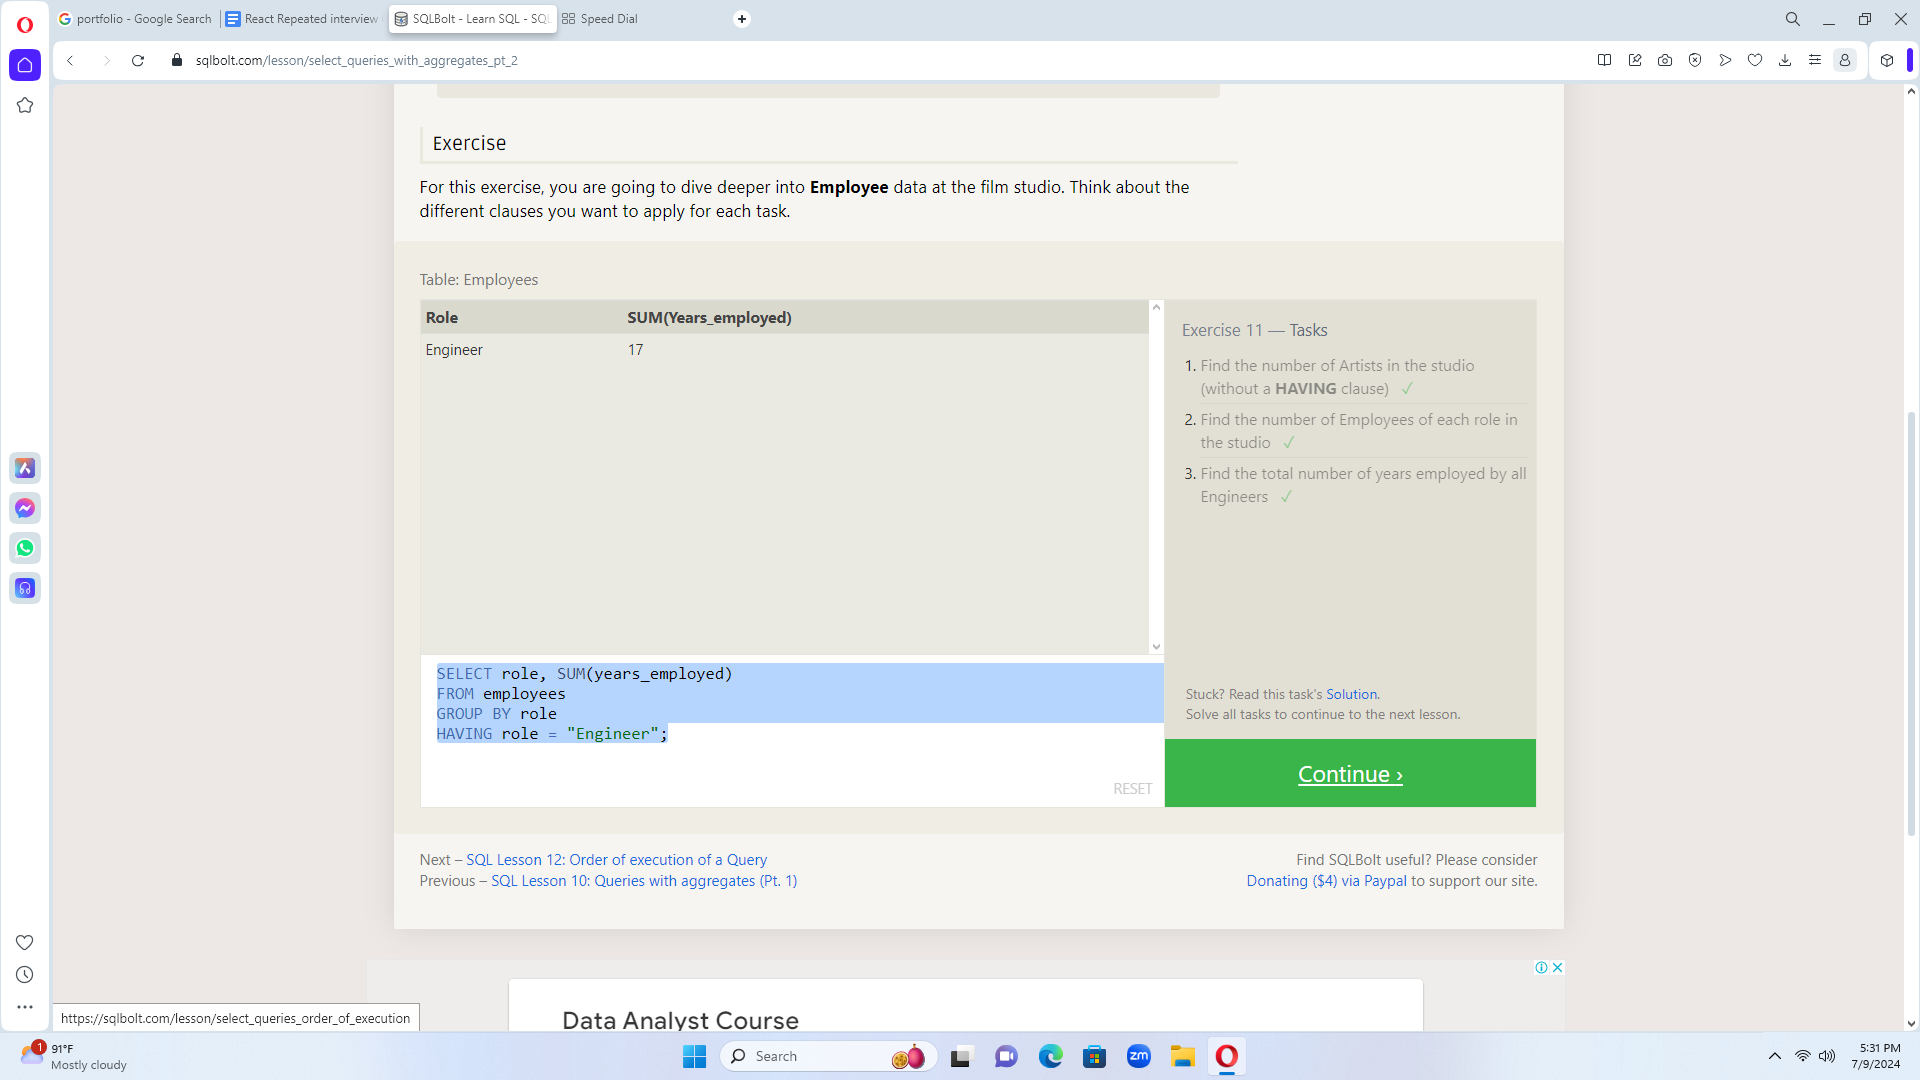 portfolio - Google Search
React Repeated interview
SQLBolt - Learn SQL - SQL
Speed Dial
sqlbolt.com/lesson/select_queries_with_aggregates_pt_2
Exercise
For this exercise, you are going to dive deeper into Employee data at the film studio. Think about the
different clauses you want to apply for each task.
Table: Employees
Role SUM(Years_employed)
Engineer 17
Exercise 11 — Tasks
1. Find the number of Artists in the studio
(without a HAVING clause) ✓
2. Find the number of Employees of each role in
the studio ✓
3. Find the total number of years employed by all
Engineers ✓
SELECT role, SUM(years_employed)
FROM employees
GROUP BY role
HAVING role = "Engineer";
RESET
Stuck? Read this task's Solution.
Solve all tasks to continue to the next lesson.
Continue ›
Next – SQL Lesson 12: Order of execution of a Query
Previous – SQL Lesson 10: Queries with aggregates (Pt. 1)
Find SQLBolt useful? Please consider
Donating ($4) via Paypal to support our site.
Data Analyst Course
https://sqlbolt.com/lesson/select_queries_order_of_execution
1
91°F
Mostly cloudy
Search
zm
5:31 PM
7/9/2024